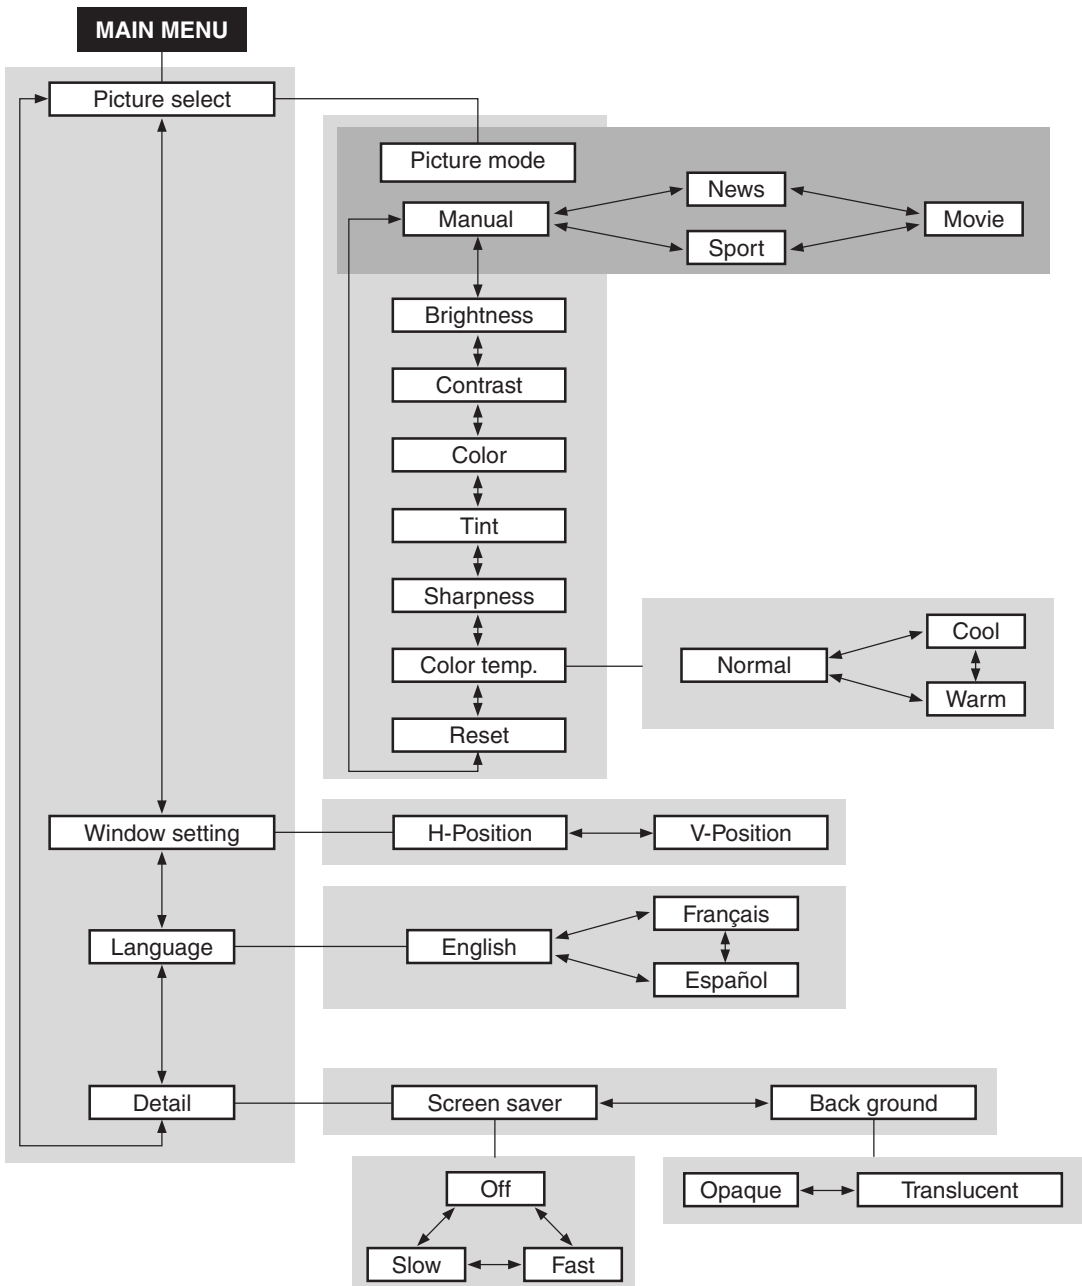 MAIN MENU
Picture select
Picture mode
News
Manual
Movie
Sport
Brightness
Contrast
Color
Tint
Sharpness
Cool
Color temp.
Normal
Warm
Reset
Window setting
H-Position
V-Position
Français
Language
English
Español
Detail
Screen saver
Back ground
Off
Opaque
Translucent
Slow
Fast